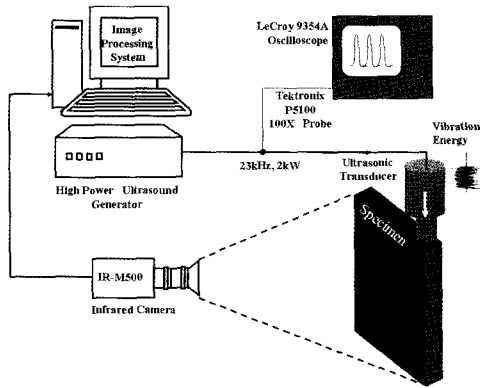 Image
Processing
System
LeCroy 9354A
Oscilloscope
Tektronix
P5100
100X Probe
Vibration
Energy
23kHz, 2kW
Ultrasonic
Transducer
High Power Ultrasound
Generator
Specimen
IR-M500
Infrared Camera